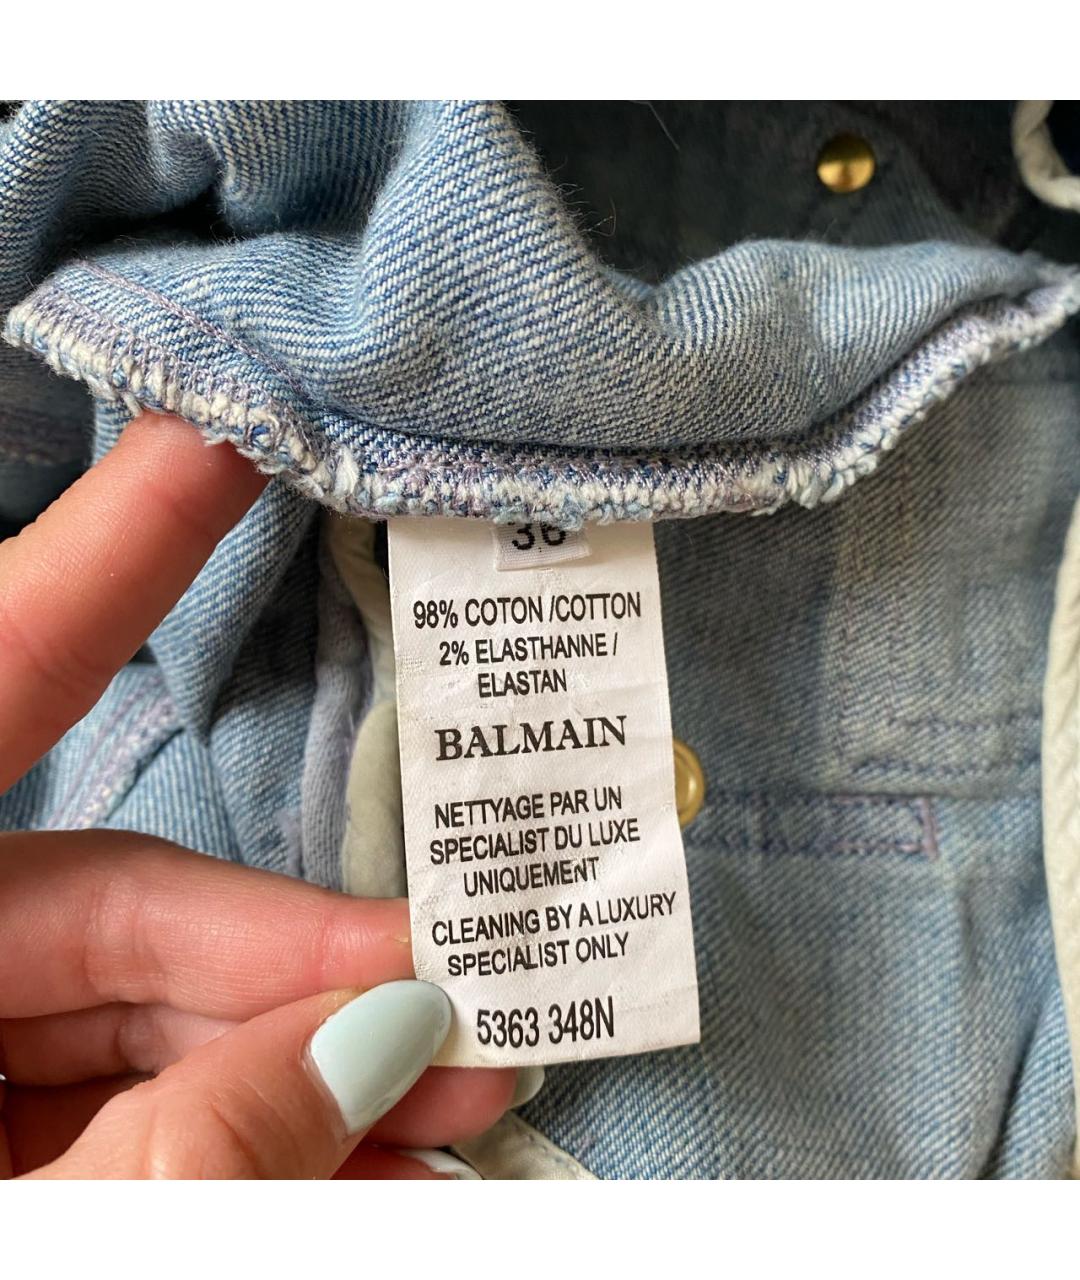 36
98% COTON /COTTON
2% ELASTHANNE /
ELASTAN
BALMAIN
NETTYAGE PAR UN
SPECIALIST DU LUXE
UNIQUEMENT
CLEANING BY A LUXURY
SPECIALIST ONLY
5363 348N